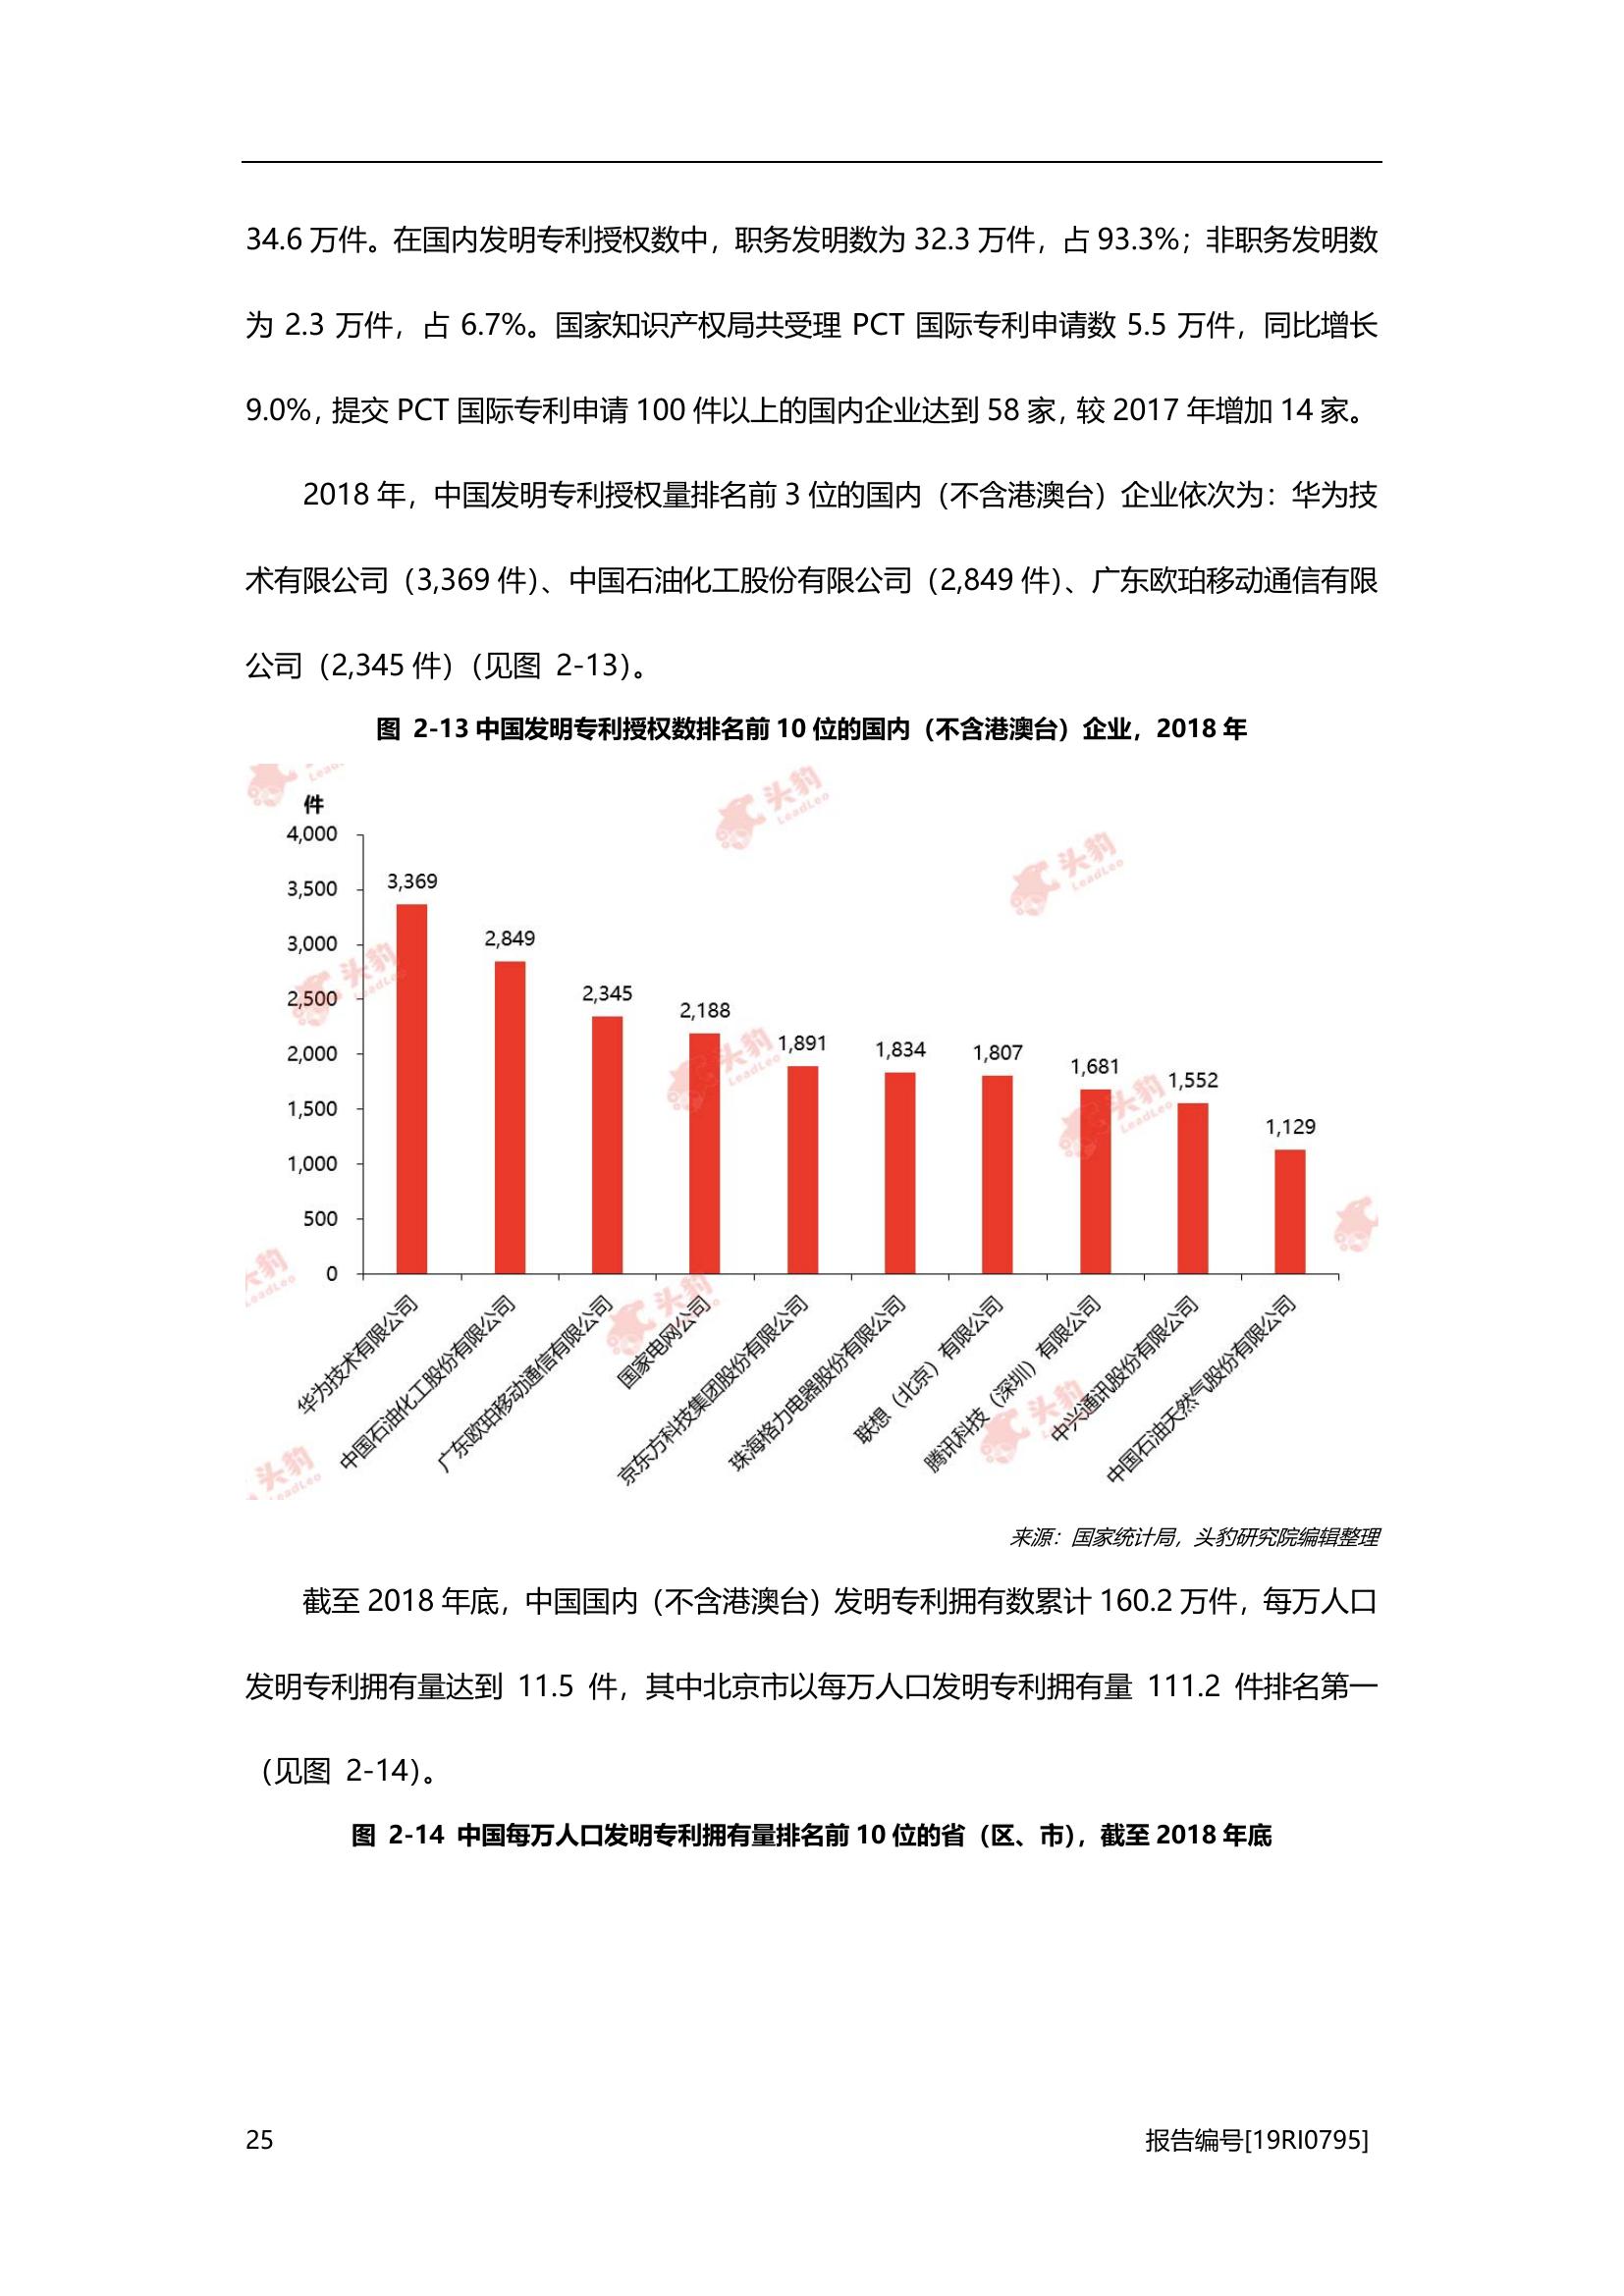 34.6 万件。在国内发明专利授权数中，职务发明数为 32.3 万件，占 93.3%；非职务发明数
为 2.3 万件，占 6.7%。国家知识产权局共受理 PCT 国际专利申请数 5.5 万件，同比增长
9.0%，提交 PCT 国际专利申请 100 件以上的国内企业达到 58 家，较 2017 年增加 14 家。
2018 年，中国发明专利授权量排名前 3 位的国内（不含港澳台）企业依次为：华为技
术有限公司（3,369 件）、中国石油化工股份有限公司（2,849 件）、广东欧珀移动通信有限
公司（2,345 件）（见图 2-13）。
图 2-13 中国发明专利授权数排名前 10 位的国内（不含港澳台）企业，2018 年
件
4,000
3,500
3,000
2,500
2,000
1,500
1,000
500
0
3,369
2,849
2,345
2,188
1,891
1,834
1,807
1,681
1,552
1,129
华为技术有限公司
中国石油化工股份有限公司
广东欧珀移动通信有限公司
国家电网公司
京东方科技集团股份有限公司
珠海格力电器股份有限公司
联想（北京）有限公司
腾讯科技（深圳）有限公司
中兴通讯股份有限公司
中国石油天然气股份有限公司
头豹
LeadLeo
头豹
LeadLeo
头豹
LeadLeo
头豹
LeadLeo
头豹
LeadLeo
头豹
头豹
头豹
LeadLeo
来源：国家统计局，头豹研究院编辑整理
截至 2018 年底，中国国内（不含港澳台）发明专利拥有数累计 160.2 万件，每万人口
发明专利拥有量达到 11.5 件，其中北京市以每万人口发明专利拥有量 111.2 件排名第一
（见图 2-14）。
图 2-14 中国每万人口发明专利拥有量排名前 10 位的省（区、市），截至 2018 年底
25
报告编号[19RI0795]